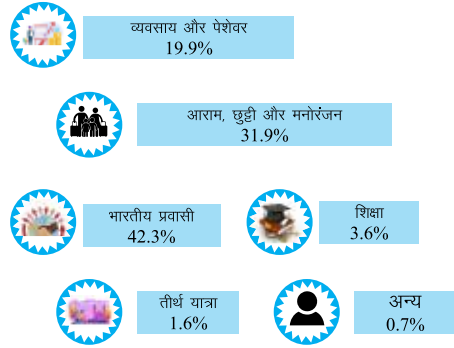 व्यवसाय और पेशेवर
19.9%
आराम, छुट्टी और मनोरंजन
31.9%
भारतीय प्रवासी
42.3%
शिक्षा
3.6%
तीर्थ यात्रा
1.6%
अन्य
0.7%